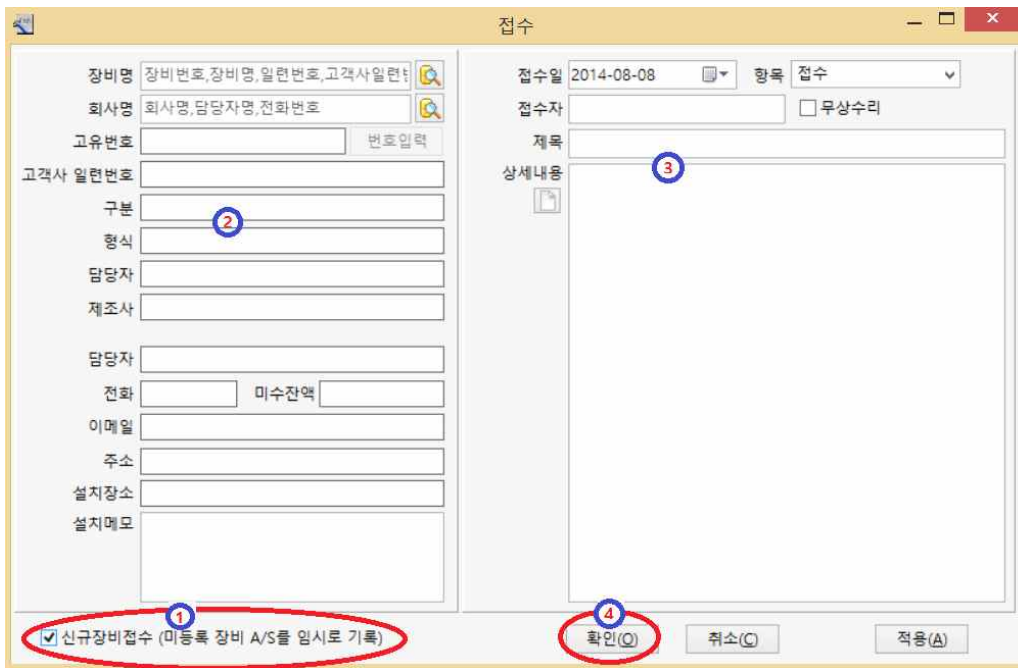 접수
장비명 장비번호,장비명,일련번호,고객사일련번
회사명 회사명,담당자명,전화번호
고유번호 번호입력
고객사 일련번호
구분
2
형식
담당자
제조사
담당자
전화 미수잔액
이메일
주소
설치장소
설치메모
1
신규장비접수 (미등록 장비 A/S를 임시로 기록)
접수일 2014-08-08 항목 접수
접수자 무상수리
제목
3
상세내용
4
확인(O) 취소(C) 적용(A)